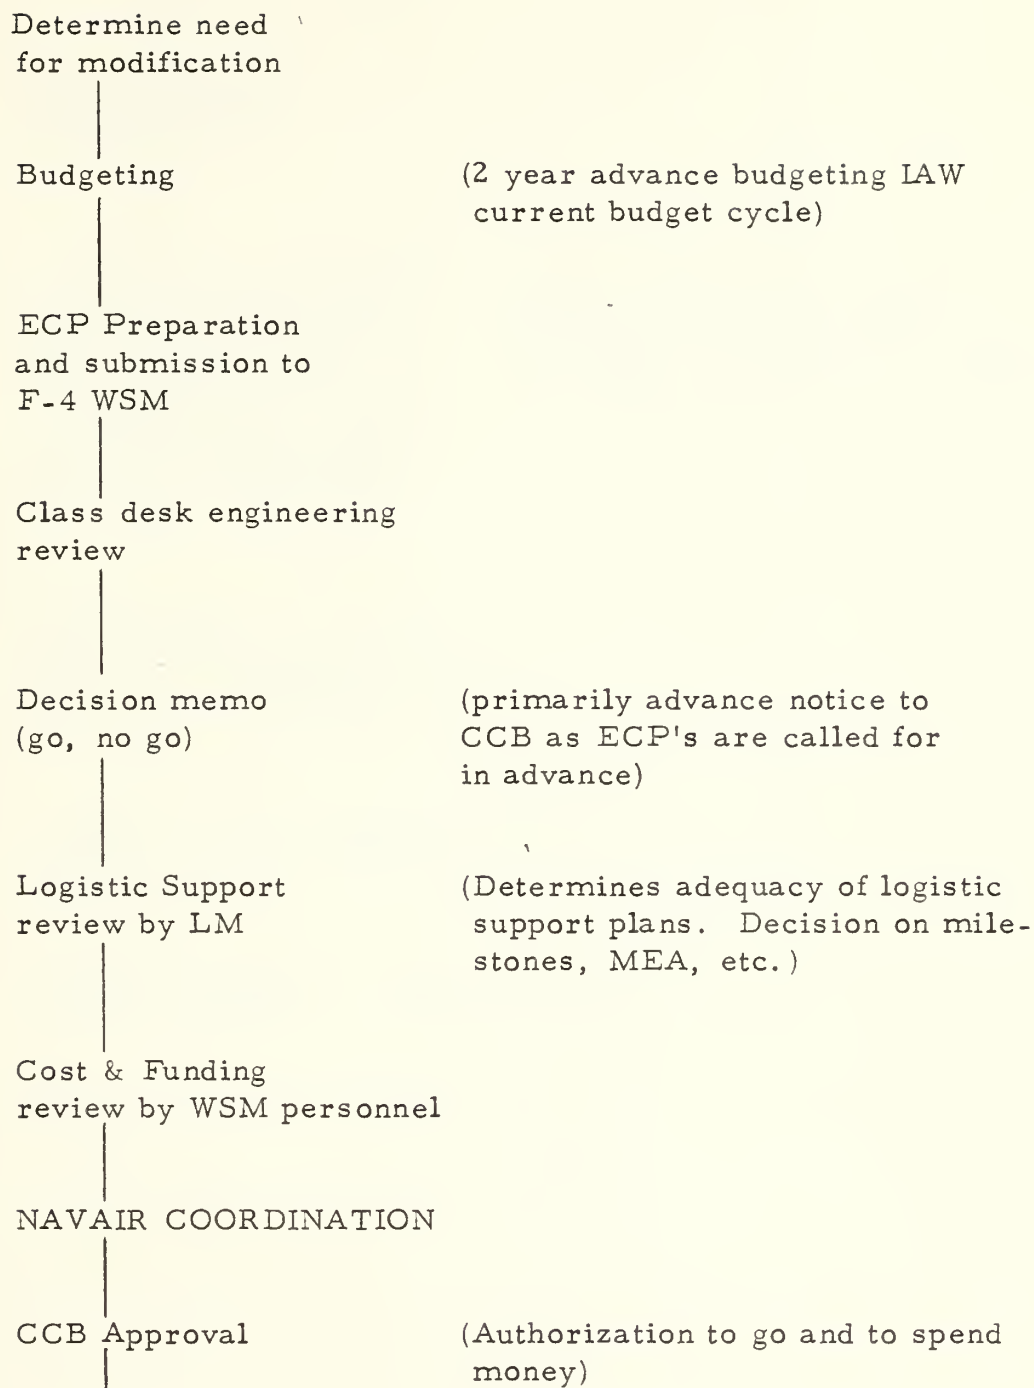 Determine need
for modification
Budgeting
(2 year advance budgeting IAW
current budget cycle)
ECP Preparation
and submission to
F-4 WSM
Class desk engineering
review
Decision memo
(go, no go)
(primarily advance notice to
CCB as ECP's are called for
in advance)
Logistic Support
review by LM
(Determines adequacy of logistic
support plans. Decision on mile-
stones, MEA, etc.)
Cost & Funding
review by WSM personnel
NAVAIR COORDINATION
CCB Approval
(Authorization to go and to spend
money)